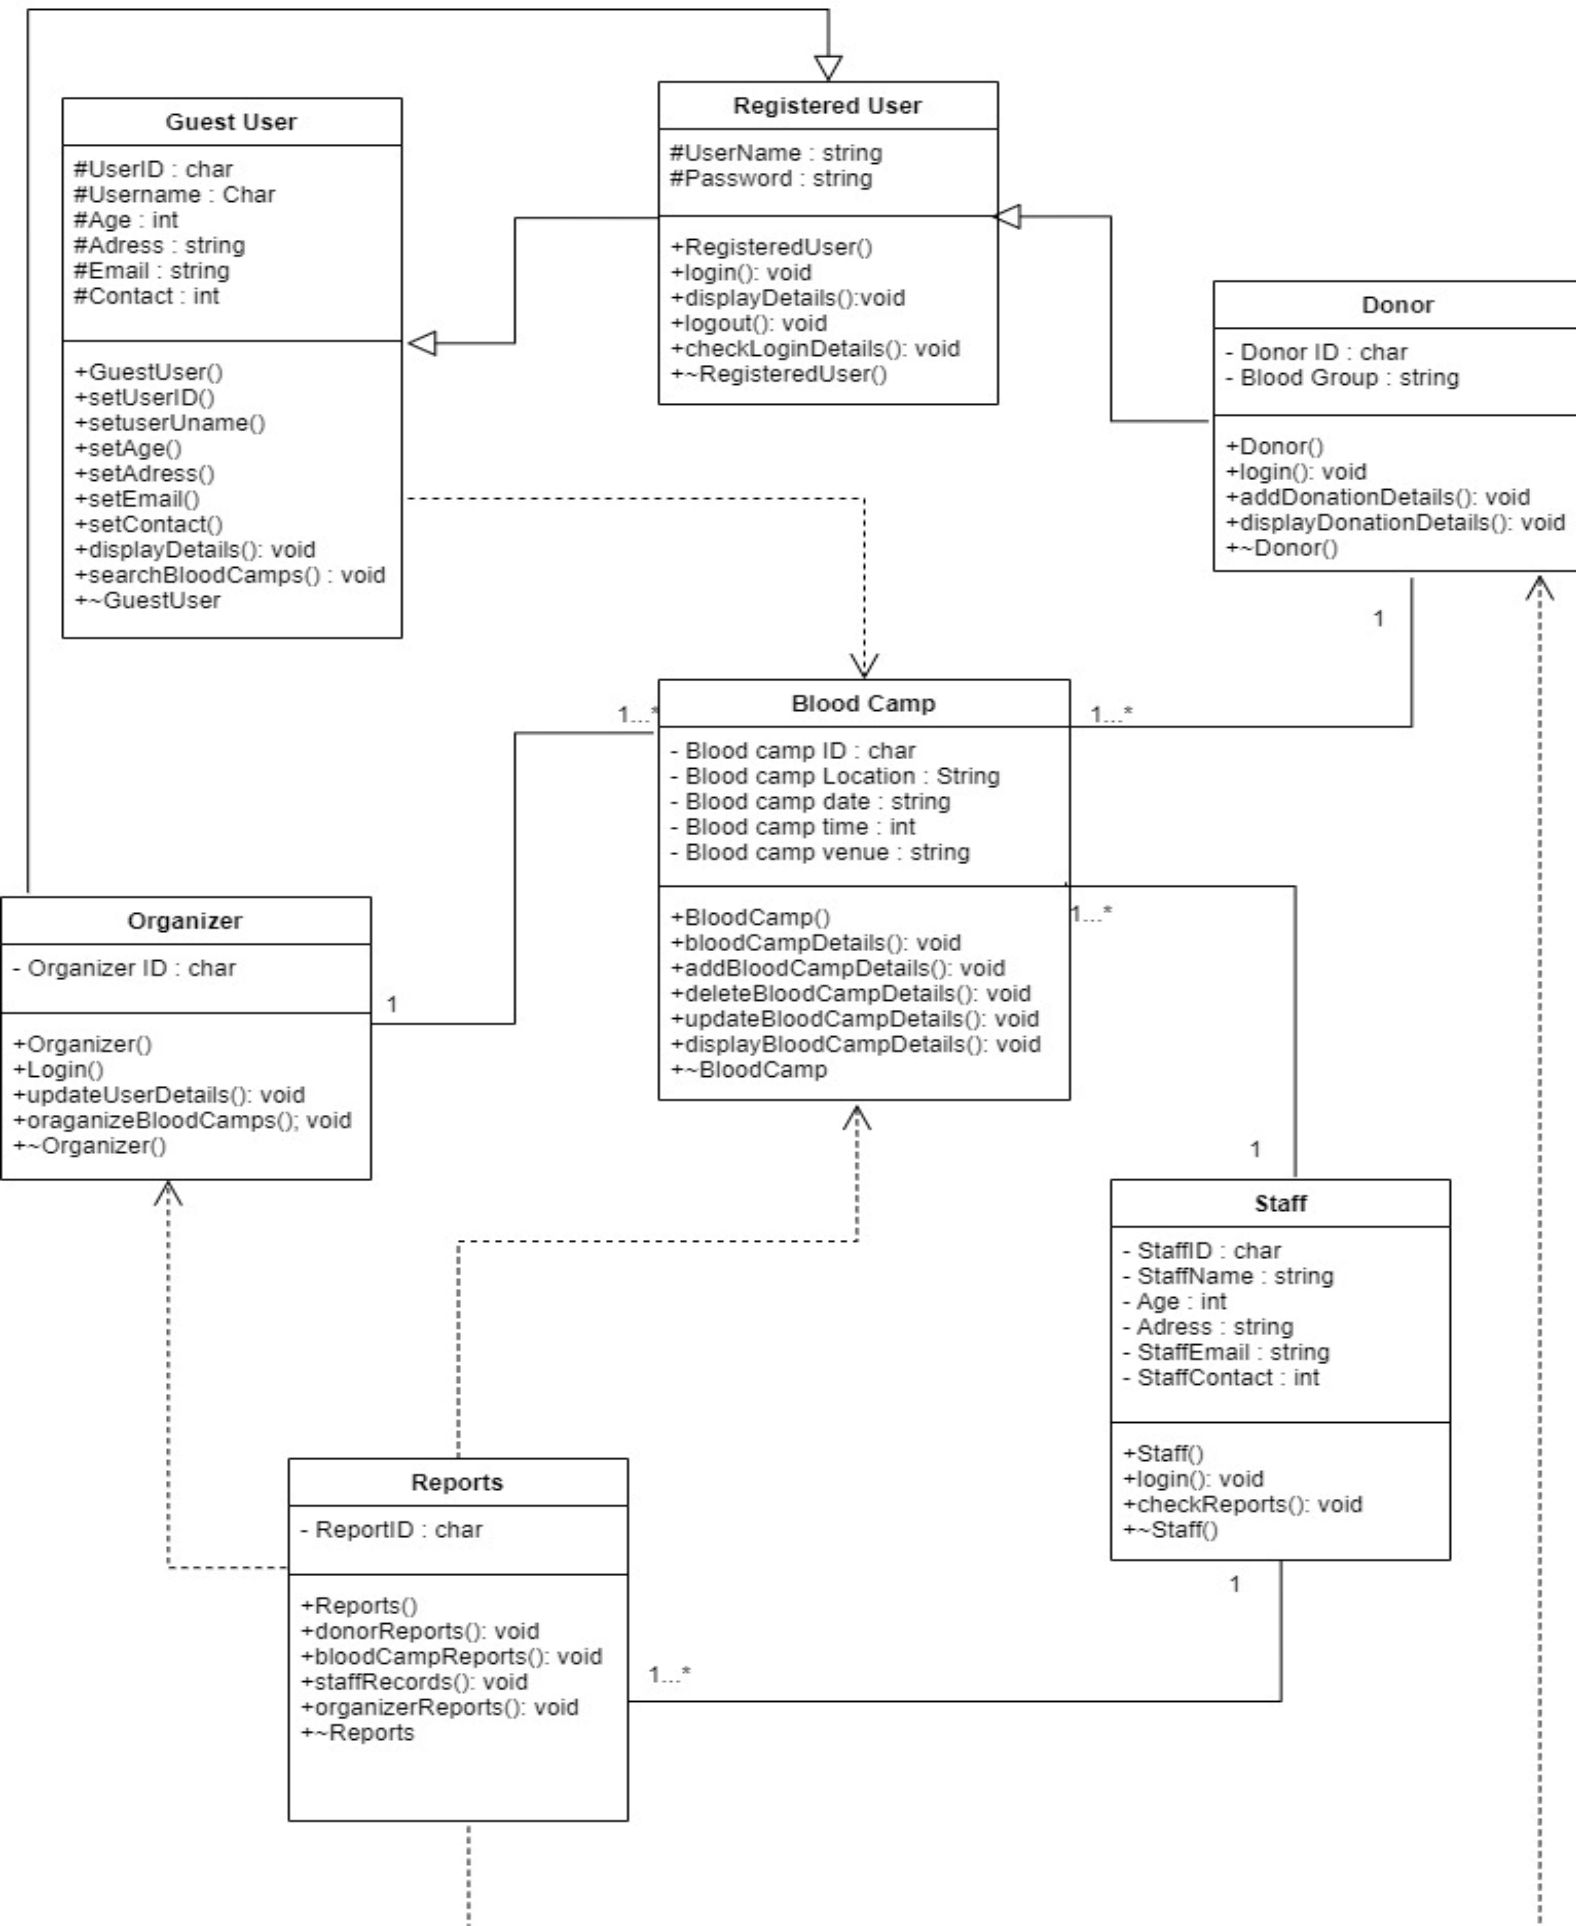 Guest User
#UserID : char
#Username : Char
#Age : int
#Adress : string
#Email : string
#Contact : int
+GuestUser()
+setUserID()
+setuserUname()
+setAge()
+setAdress()
+setEmail()
+setContact()
+displayDetails(): void
+searchBloodCamps() : void
+~GuestUser
Registered User
#UserName : string
#Password : string
+RegisteredUser()
+login(): void
+displayDetails():void
+logout(): void
+checkLoginDetails(): void
+~RegisteredUser()
Donor
- Donor ID : char
- Blood Group : string
+Donor()
+login(): void
+addDonationDetails(): void
+displayDonationDetails(): void
+~Donor()
1
1...*
1...*
Blood Camp
- Blood camp ID : char
- Blood camp Location : String
- Blood camp date : string
- Blood camp time : int
- Blood camp venue : string
+BloodCamp()
+bloodCampDetails(): void
+addBloodCampDetails(): void
+deleteBloodCampDetails(): void
+updateBloodCampDetails(): void
+displayBloodCampDetails(): void
+~BloodCamp
1...*
Organizer
- Organizer ID : char
+Organizer()
+Login()
+updateUserDetails(): void
+oraganizeBloodCamps(); void
+~Organizer()
1
1
Staff
- StaffID : char
- StaffName : string
- Age : int
- Adress : string
- StaffEmail : string
- StaffContact : int
+Staff()
+login(): void
+checkReports(): void
+~Staff()
1
Reports
- ReportID : char
+Reports()
+donorReports(): void
+bloodCampReports(): void
+staffRecords(): void
+organizerReports(): void
+~Reports
1...*